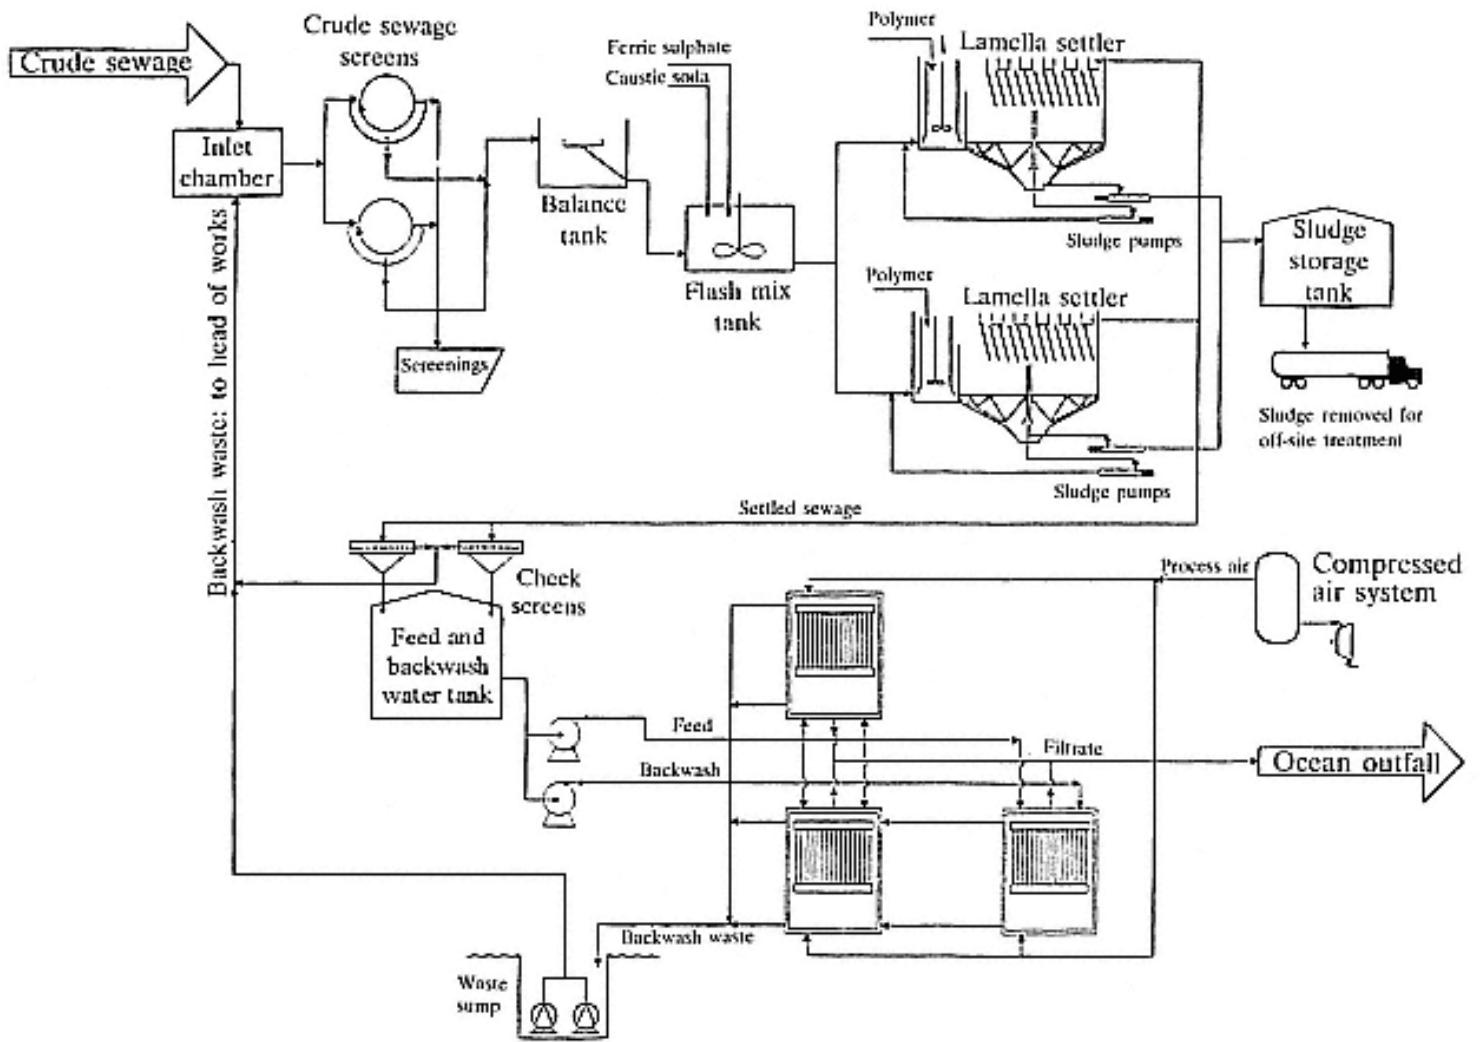 Crude sewage
Crude sewage
screens
Inlet
chamber
Screenings
Balance
tank
Ferric sulphate
Caustic soda
Flash mix
tank
Polymer
Lamella settler
Sludge pumps
Polymer
Lamella settler
Sludge pumps
Sludge
storage
tank
Sludge removed for
off-site treatment
Backwash waste: to head of works
Settled sewage
Cheek
screens
Feed and
backwash
water tank
Feed
Backwash
Filtrate
Process air
Compressed
air system
Ocean outfall
Backwash waste
Waste
sump